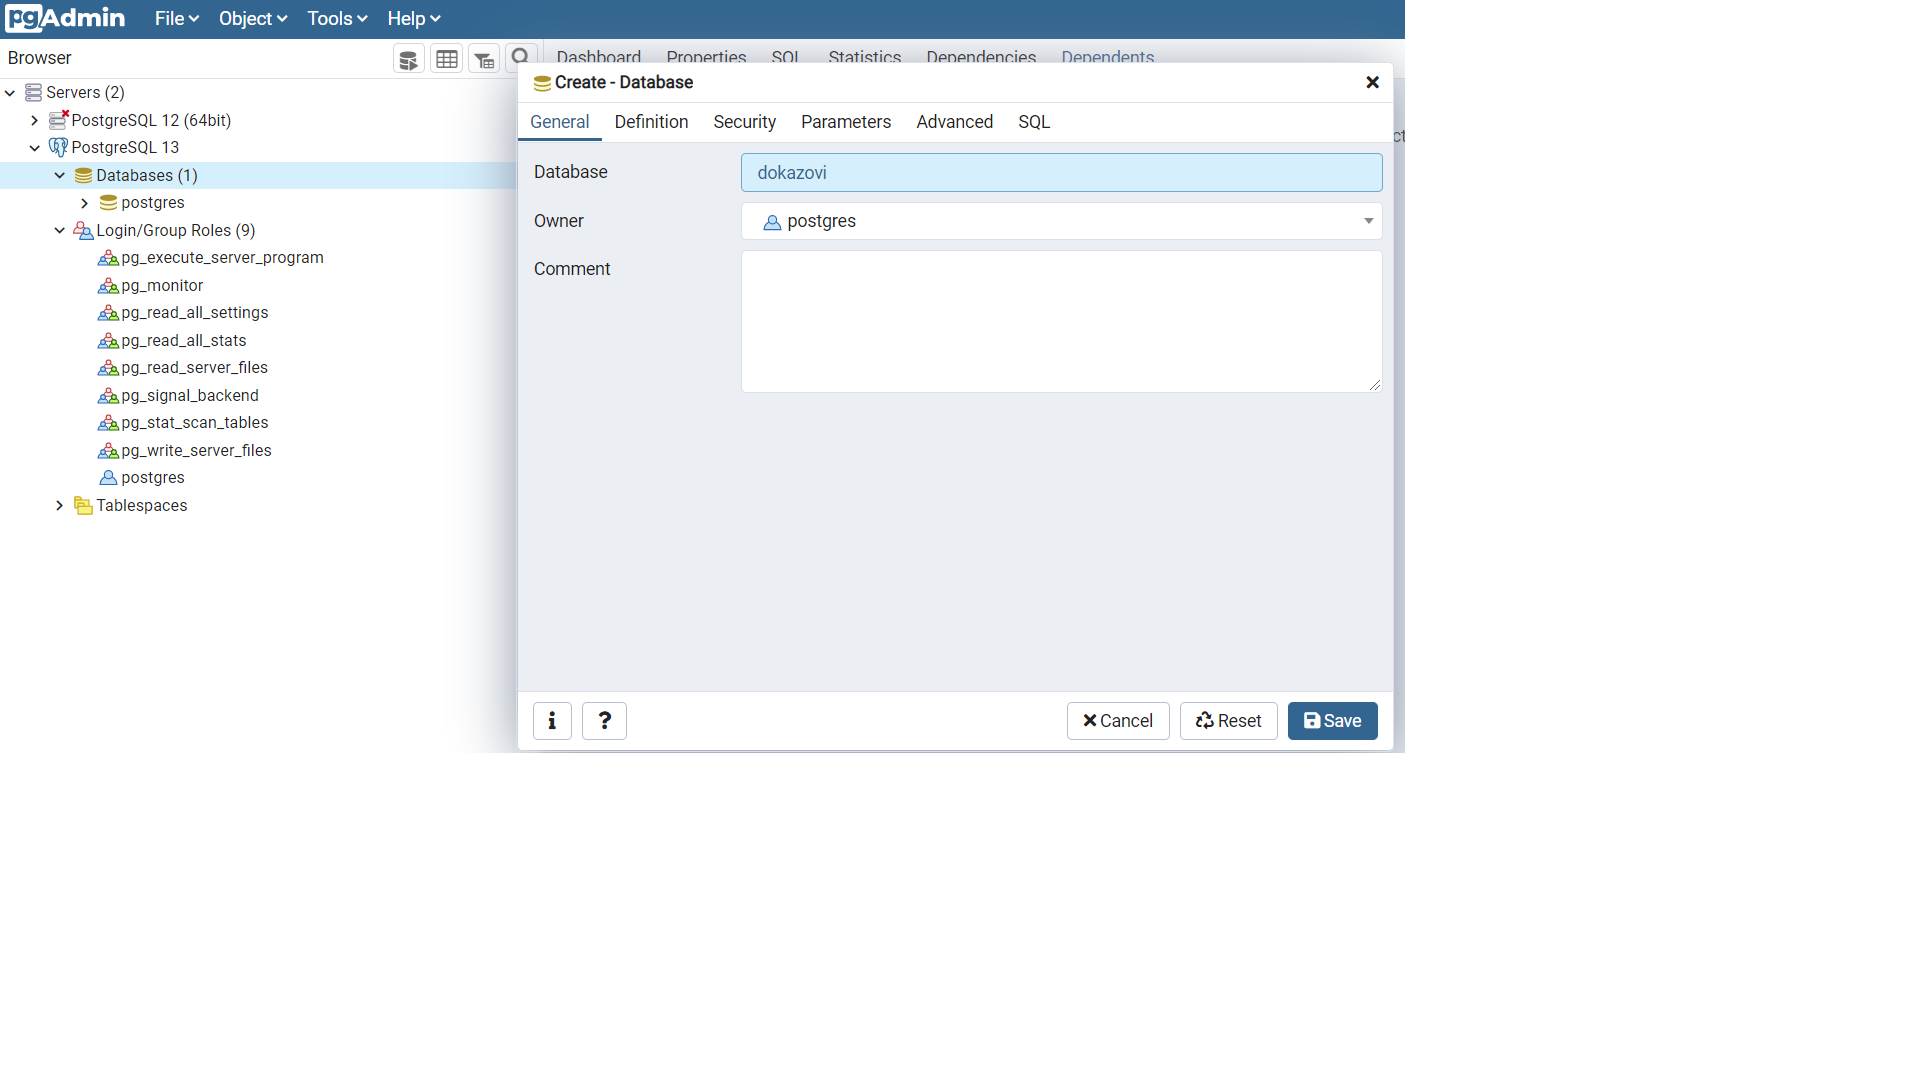 pgAdmin File Object Tools Help
Browser
Dashboard Properties SQL Statistics Dependencies Dependents
Servers (2)
PostgreSQL 12 (64bit)
PostgreSQL 13
Databases (1)
postgres
Login/Group Roles (9)
pg_execute_server_program
pg_monitor
pg_read_all_settings
pg_read_all_stats
pg_read_server_files
pg_signal_backend
pg_stat_scan_tables
pg_write_server_files
postgres
Tablespaces
Create - Database
General Definition Security Parameters Advanced SQL
Database dokazovi
Owner postgres
Comment
i ? Cancel Reset Save